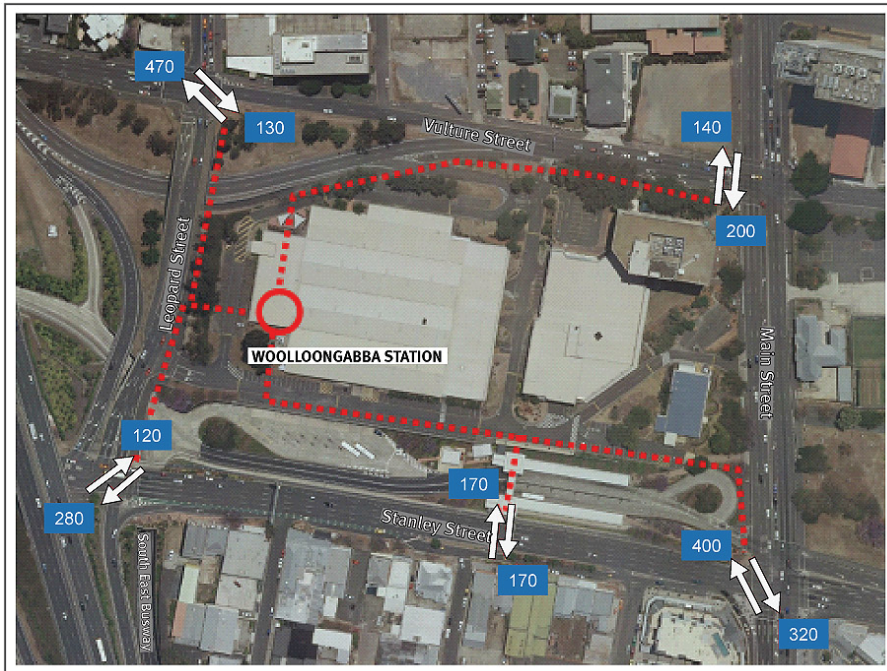 470
130
Vulture Street
140
200
Leopard Street
WOOLLOONGABBA STATION
Main Street
120
280
170
Stanley Street
170
400
320
South East Busway